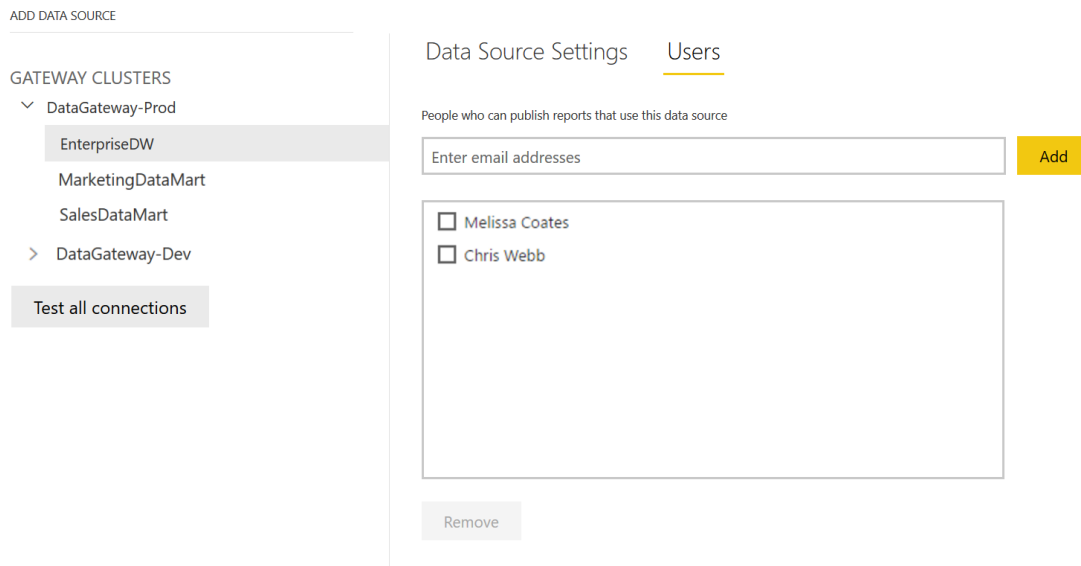 ADD DATA SOURCE
GATEWAY CLUSTERS
DataGateway-Prod
EnterpriseDW
MarketingDataMart
SalesDataMart
DataGateway-Dev
Test all connections
Data Source Settings
Users
People who can publish reports that use this data source
Enter email addresses
Add
Melissa Coates
Chris Webb
Remove